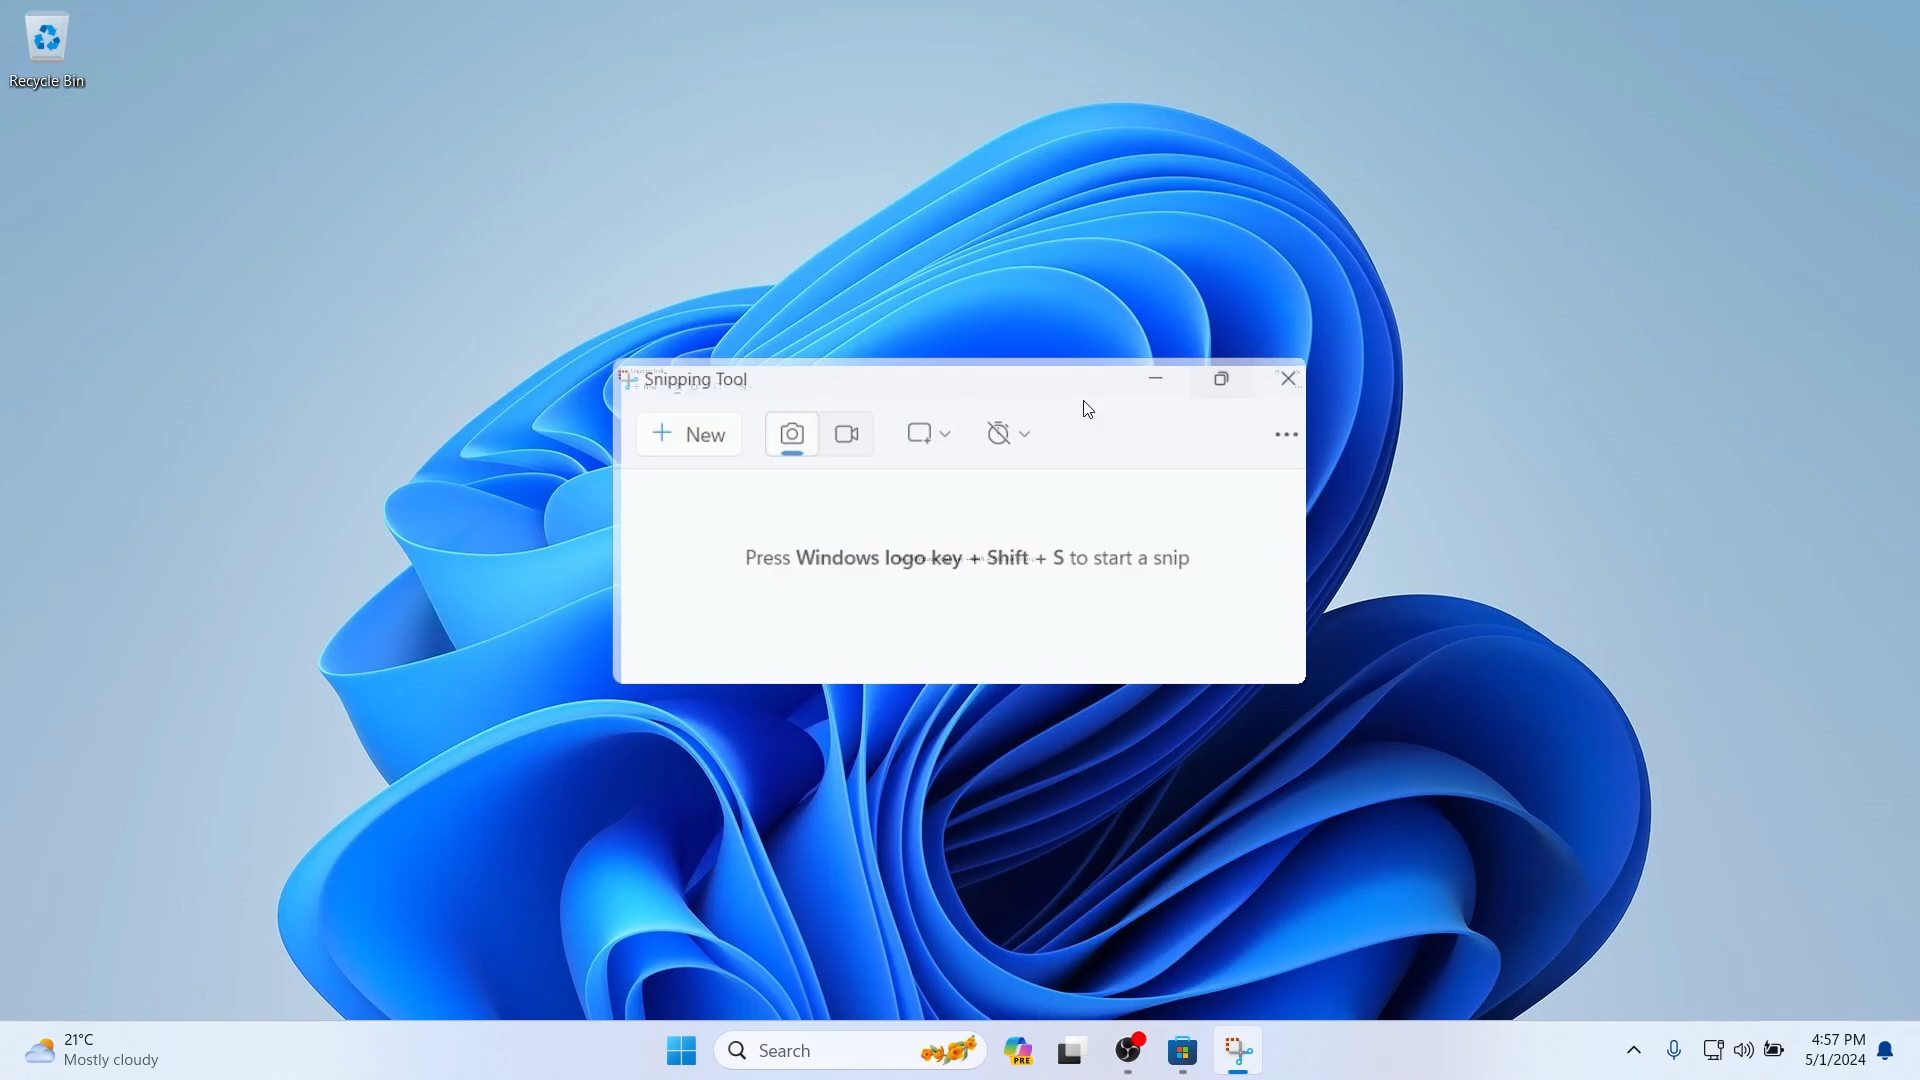 Recycle Bin
Snipping Tool
New
Press Windows logo key + Shift + S to start a snip
21°C
Mostly cloudy
Search
PRE
4:57 PM
5/1/2024